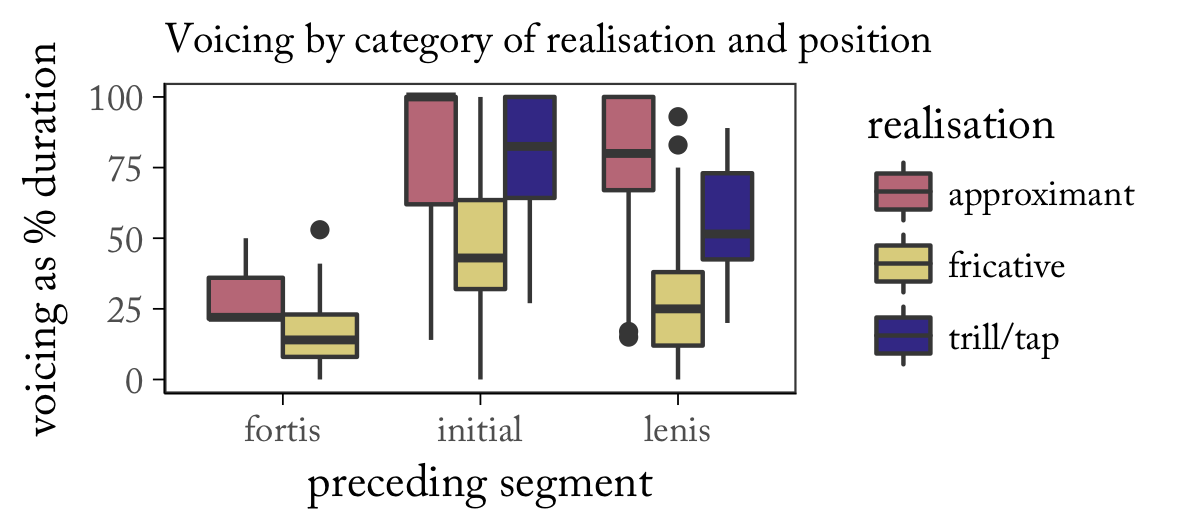 Voicing by category of realisation and position
voicing as % duration
100
75
50
25
0
fortis initial lenis
preceding segment
realisation
approximant
fricative
trill/tap